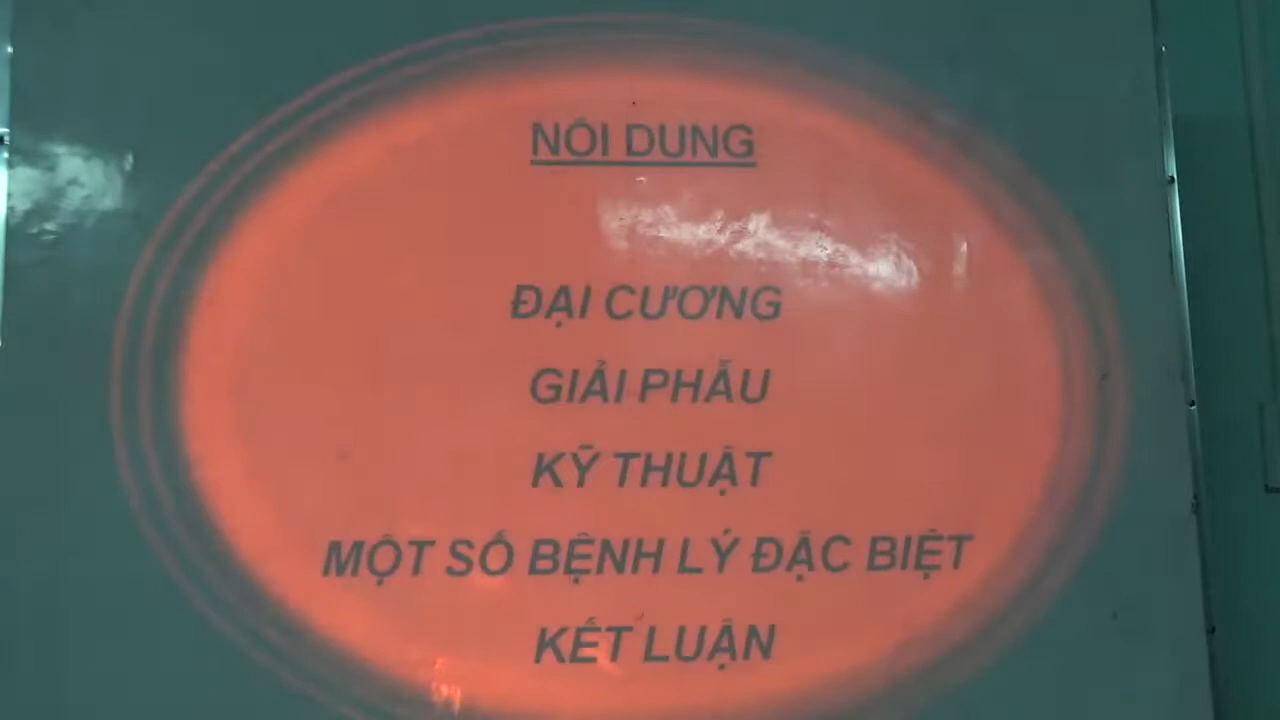 NỘI DUNG
ĐẠI CƯƠNG
GIẢI PHẪU
KỸ THUẬT
MỘT SỐ BỆNH LÝ ĐẶC BIỆT
KẾT LUẬN